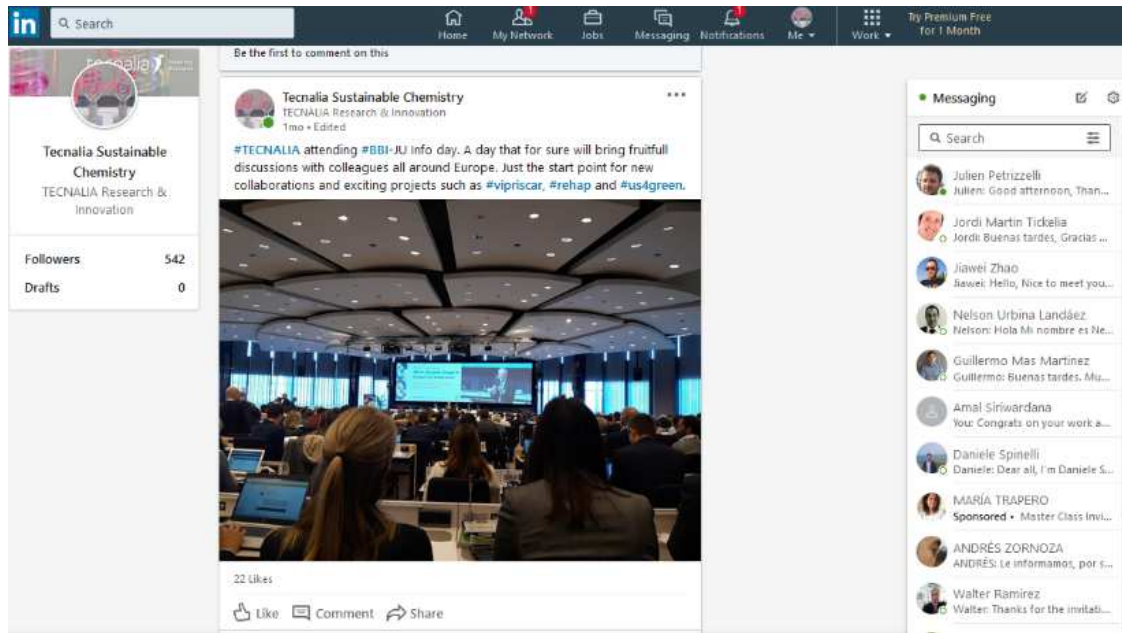 in
Search
Home
My Network
Jobs
Messaging
Notifications
Me
Work
Try Premium Free
for 1 Month
tecnalia
Tecnalia Sustainable
Chemistry
TECNALIA Research &
Innovation
Followers 542
Drafts 0
Be the first to comment on this
Tecnalia Sustainable Chemistry
TECNALIA Research & Innovation
1mo • Edited
#TECNALIA attending #BBI-JU Info day. A day that for sure will bring fruitfull
discussions with colleagues all around Europe. Just the start point for new
collaborations and exciting projects such as #vipriscar, #rehap and #us4green.
22 Likes
Like Comment Share
Messaging
Search
Julien Petrizzelli
Julien: Good afternoon, Than...
Jordi Martin Tickelia
Jordi: Buenas tardes, Gracias ...
Jiawei Zhao
Jiawei: Hello, Nice to meet you...
Nelson Urbina Landáez
Nelson: Hola Mi nombre es Ne...
Guillermo Mas Martinez
Guillermo: Buenas tardes. Mu...
Amal Siriwardana
You: Congrats on your work a...
Daniele Spinelli
Daniele: Dear all, I'm Daniele S...
MARÍA TRAPERO
Sponsored • Master Class Invi...
ANDRÉS ZORNOZA
ANDRÉS: Le informamos, por s...
Walter Ramirez
Walter: Thanks for the invitati...